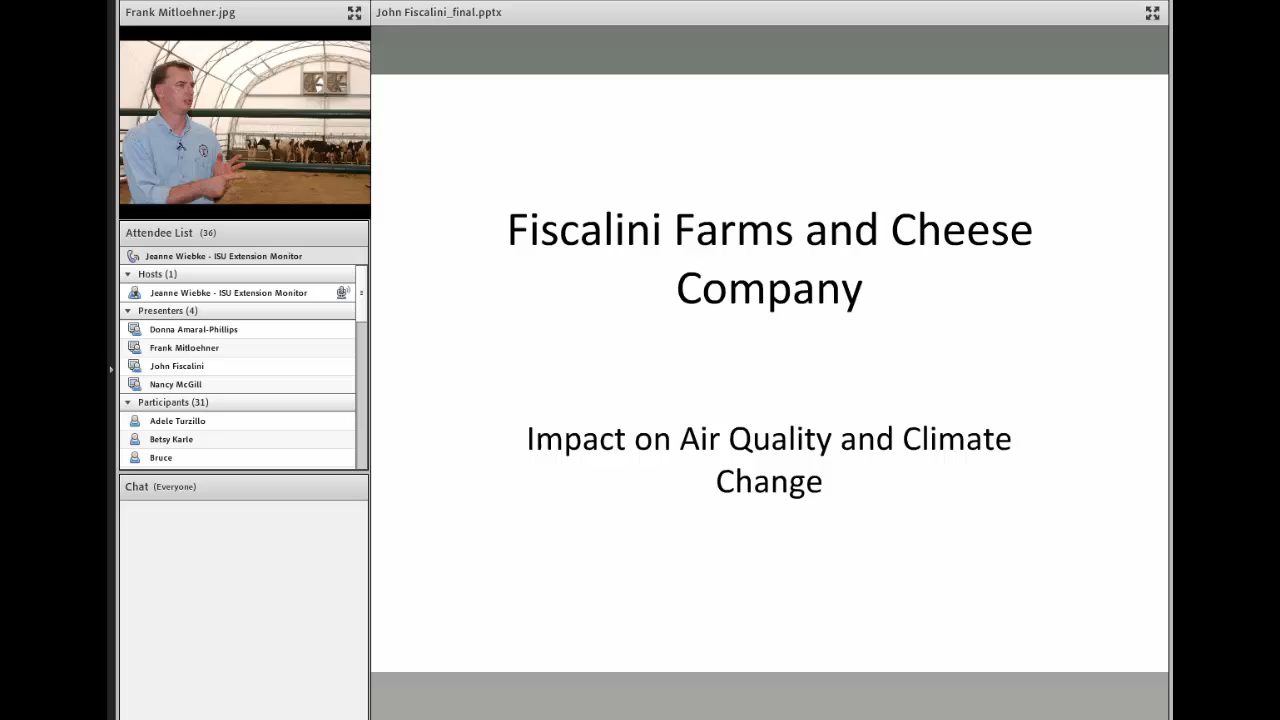 Frank Mitloehner.jpg
John Fiscalini_final.pptx
Attendee List (36)
Jeanne Wiebke - ISU Extension Monitor
Hosts (1)
Jeanne Wiebke - ISU Extension Monitor
Presenters (4)
Donna Amaral-Phillips
Frank Mitloehner
John Fiscalini
Nancy McGill
Participants (31)
Adele Turzillo
Betsy Karle
Bruce
Chat (Everyone)
Fiscalini Farms and Cheese
Company
Impact on Air Quality and Climate
Change